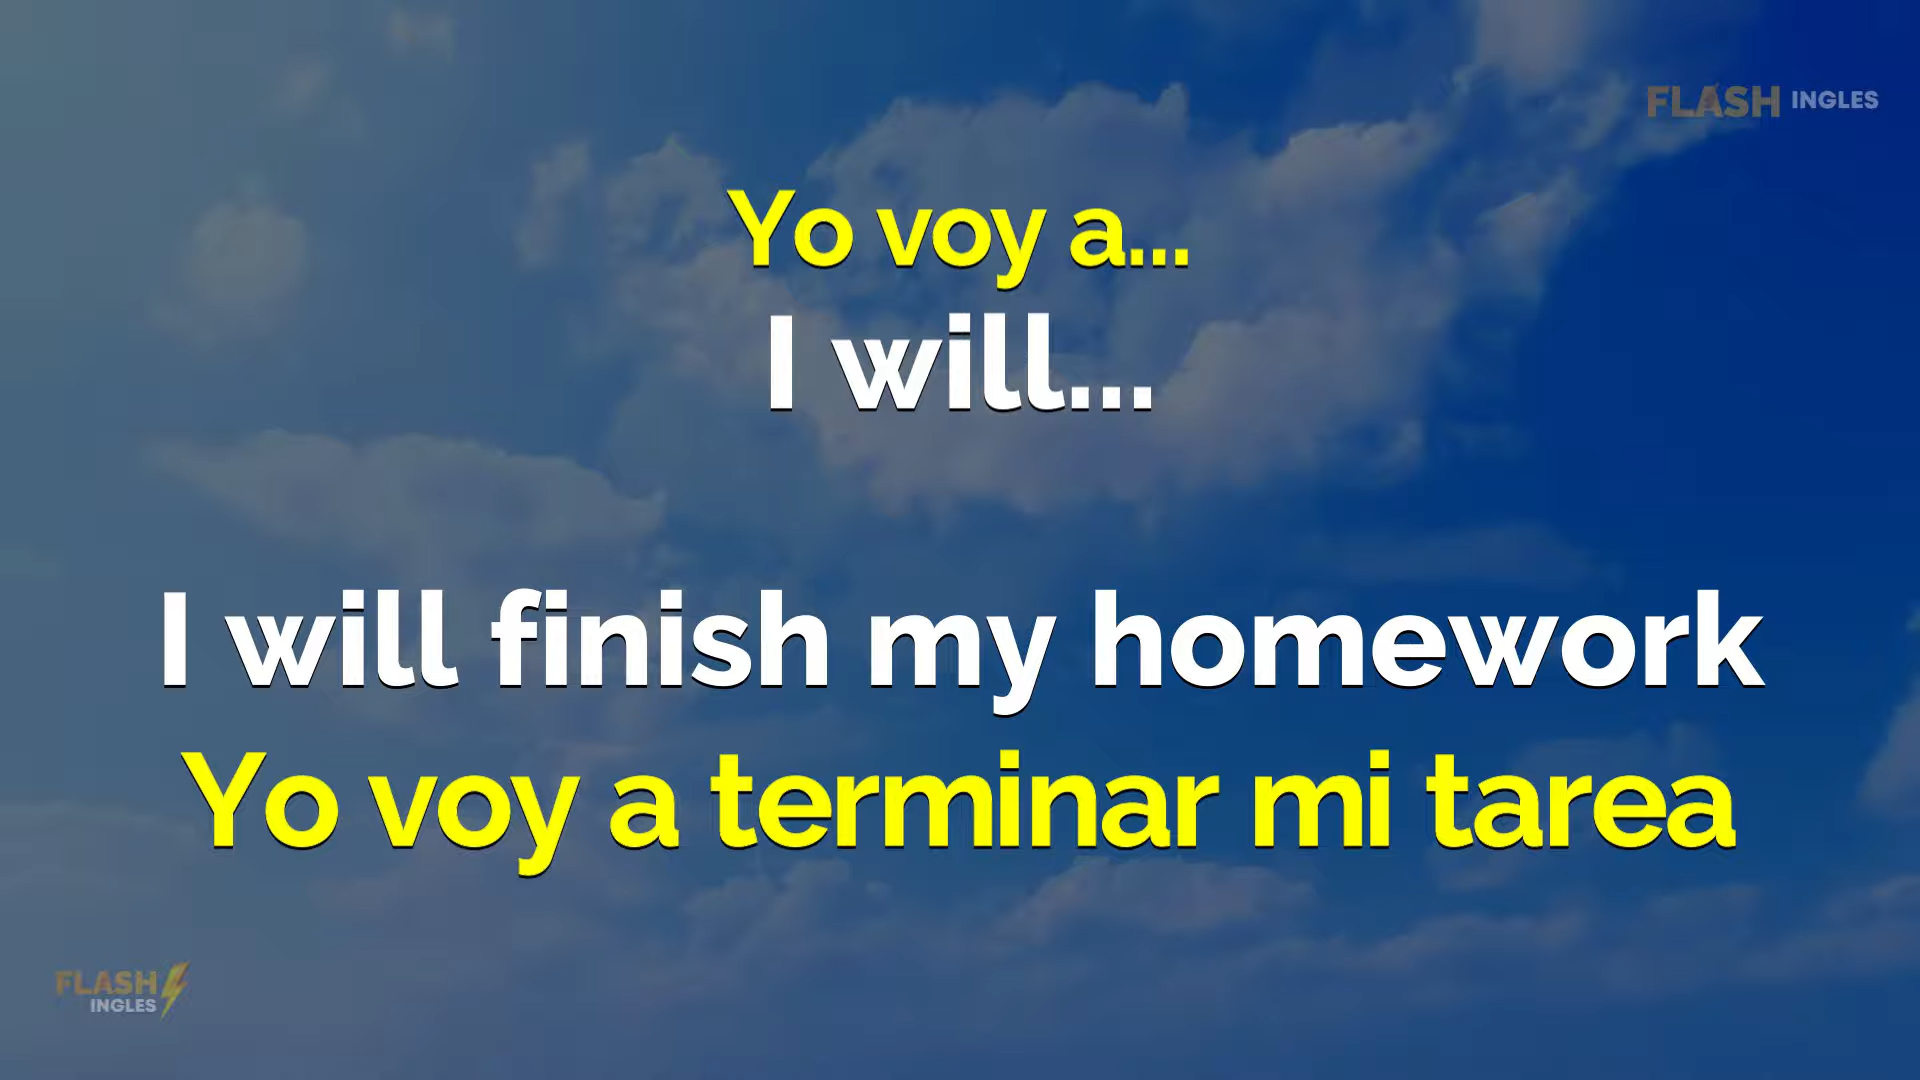 FLASH INGLES
Yo voy a...
I will...
I will finish my homework
Yo voy a terminar mi tarea
FLASH
INGLES